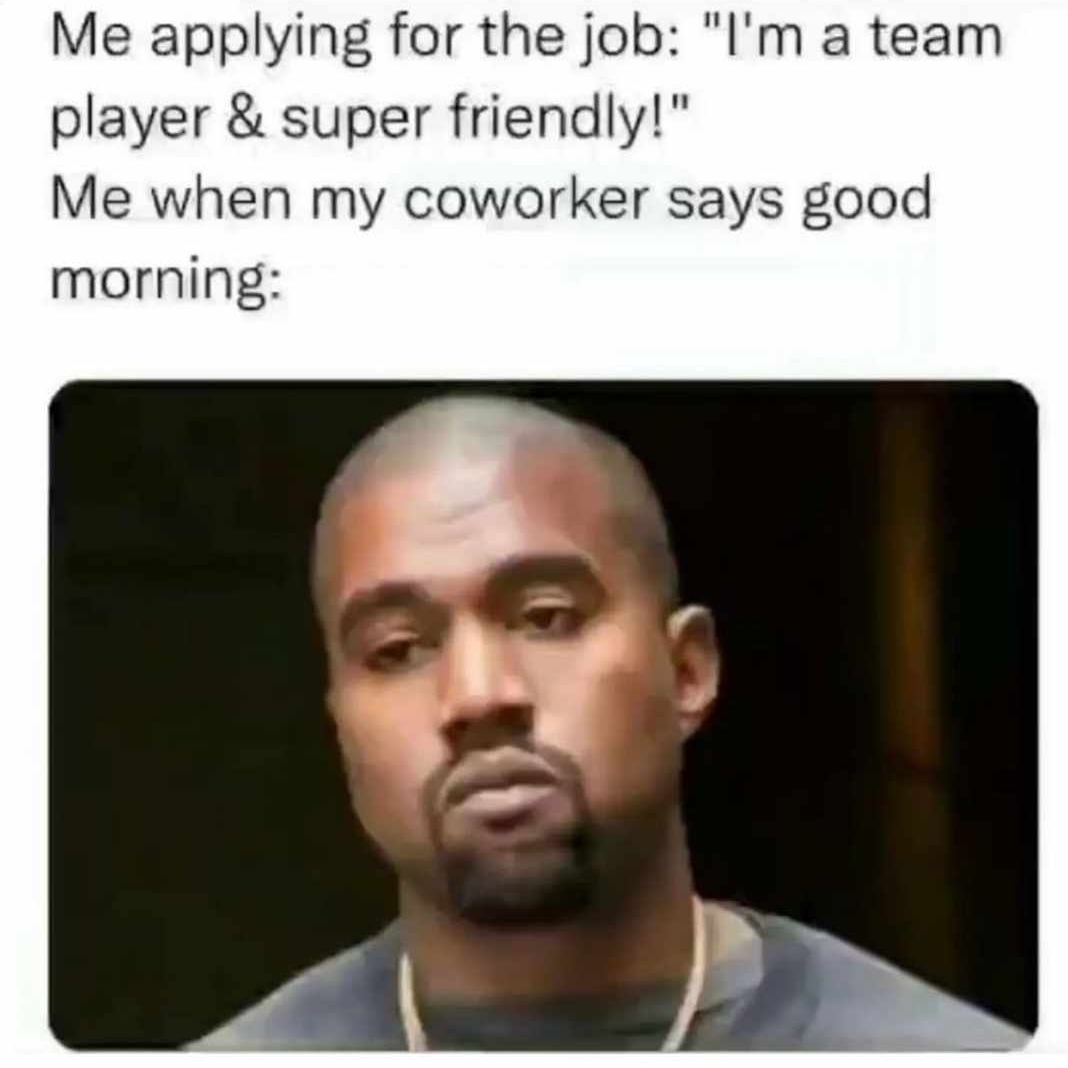 Me applying for the job: "I'm a team
player & super friendly!"
Me when my coworker says good
morning: